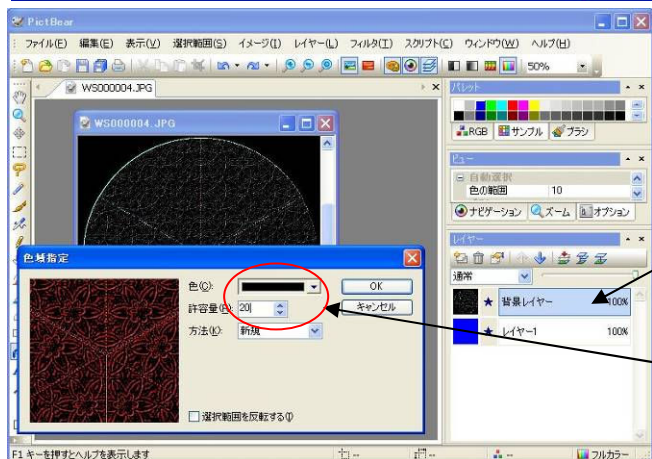 PictBear
ファイル(F) 編集(E) 表示(V) 選択範囲(S) イメージ(I) レイヤー(L) フィルタ(T) スクリプト(C) ウィンドウ(W) ヘルプ(H)
50%
WS000004.JPG
WS000004.JPG
パレット
RGB サンプル ブラシ
ビュー
自動選択
色の範囲 10
ナビゲーション ズーム オプション
レイヤー
通常
背景レイヤー 100%
レイヤー1 100%
色域指定
色(C):
OK
許容量(A): 20
キャンセル
方法(K): 新規
選択範囲を反転する(I)
F1 キーを押すとヘルプを表示します
-- -- -- フルカラー